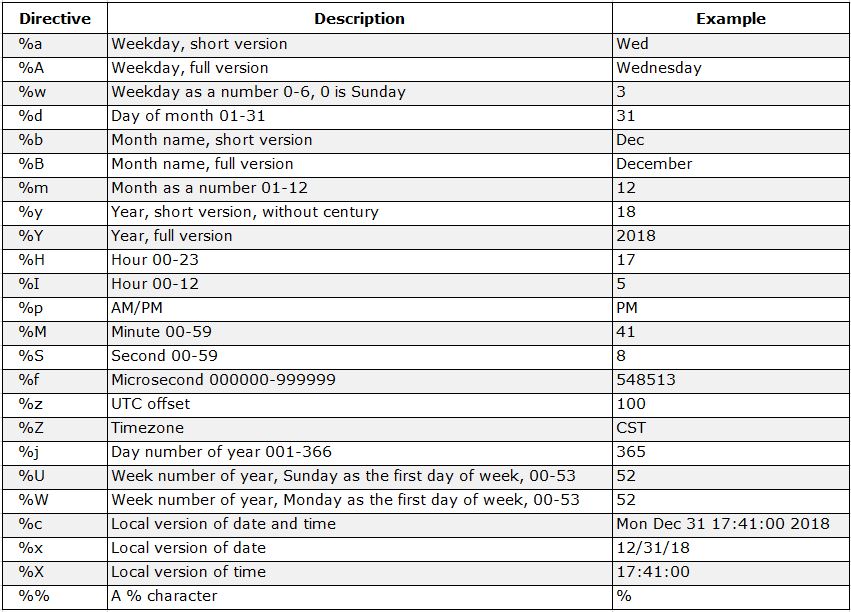 Directive Description Example
%a Weekday, short version Wed
%A Weekday, full version Wednesday
%w Weekday as a number 0-6, 0 is Sunday 3
%d Day of month 01-31 31
%b Month name, short version Dec
%B Month name, full version December
%m Month as a number 01-12 12
%y Year, short version, without century 18
%Y Year, full version 2018
%H Hour 00-23 17
%I Hour 00-12 5
%p AM/PM PM
%M Minute 00-59 41
%S Second 00-59 8
%f Microsecond 000000-999999 548513
%z UTC offset 100
%Z Timezone CST
%j Day number of year 001-366 365
%U Week number of year, Sunday as the first day of week, 00-53 52
%W Week number of year, Monday as the first day of week, 00-53 52
%c Local version of date and time Mon Dec 31 17:41:00 2018
%x Local version of date 12/31/18
%X Local version of time 17:41:00
%% A % character %